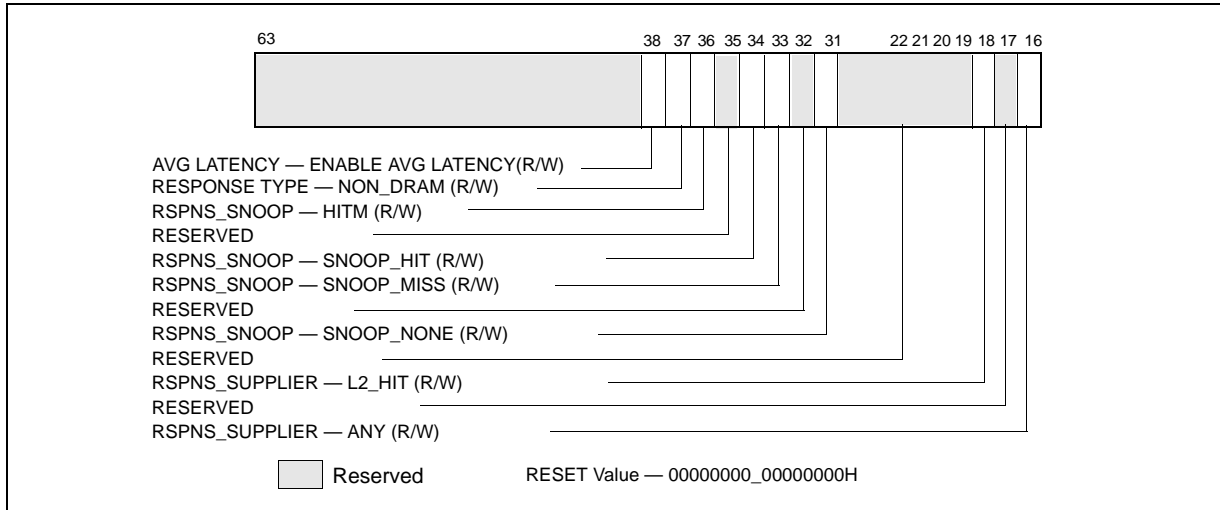 63 38 37 36 35 34 33 32 31 22 21 20 19 18 17 16
AVG LATENCY — ENABLE AVG LATENCY(R/W)
RESPONSE TYPE — NON_DRAM (R/W)
RSPNS_SNOOP — HITM (R/W)
RESERVED
RSPNS_SNOOP — SNOOP_HIT (R/W)
RSPNS_SNOOP — SNOOP_MISS (R/W)
RESERVED
RSPNS_SNOOP — SNOOP_NONE (R/W)
RESERVED
RSPNS_SUPPLIER — L2_HIT (R/W)
RESERVED
RSPNS_SUPPLIER — ANY (R/W)
Reserved RESET Value — 00000000_00000000H